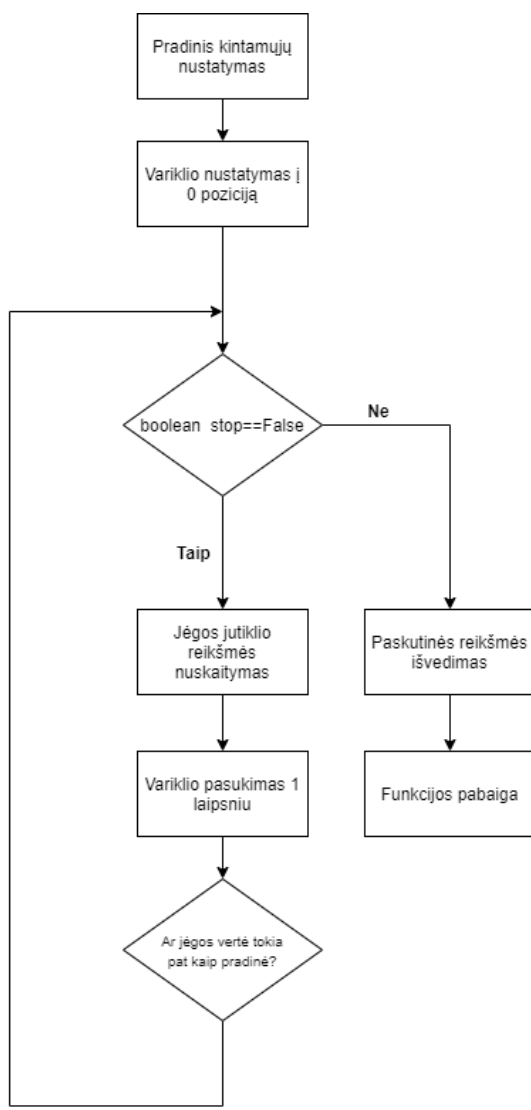 Pradinis kintamųjų
nustatymas
Variklio nustatymas į
0 poziciją
boolean stop==False
Ne
Taip
Jėgos jutiklio
reikšmės
nuskaitymas
Paskutinės reikšmės
išvedimas
Variklio pasukimas 1
laipsniu
Funkcijos pabaiga
Ar jėgos vertė tokia
pat kaip pradinė?